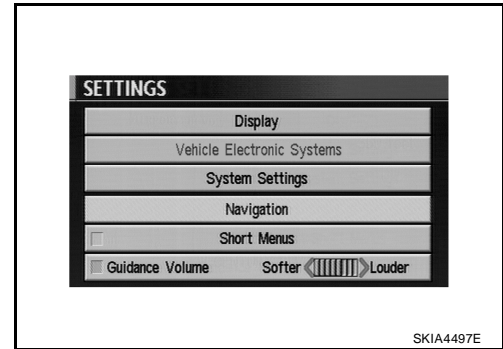 SETTINGS
Display
Vehicle Electronic Systems
System Settings
Navigation
Short Menus
Guidance Volume Softer Louder
SKIA4497E